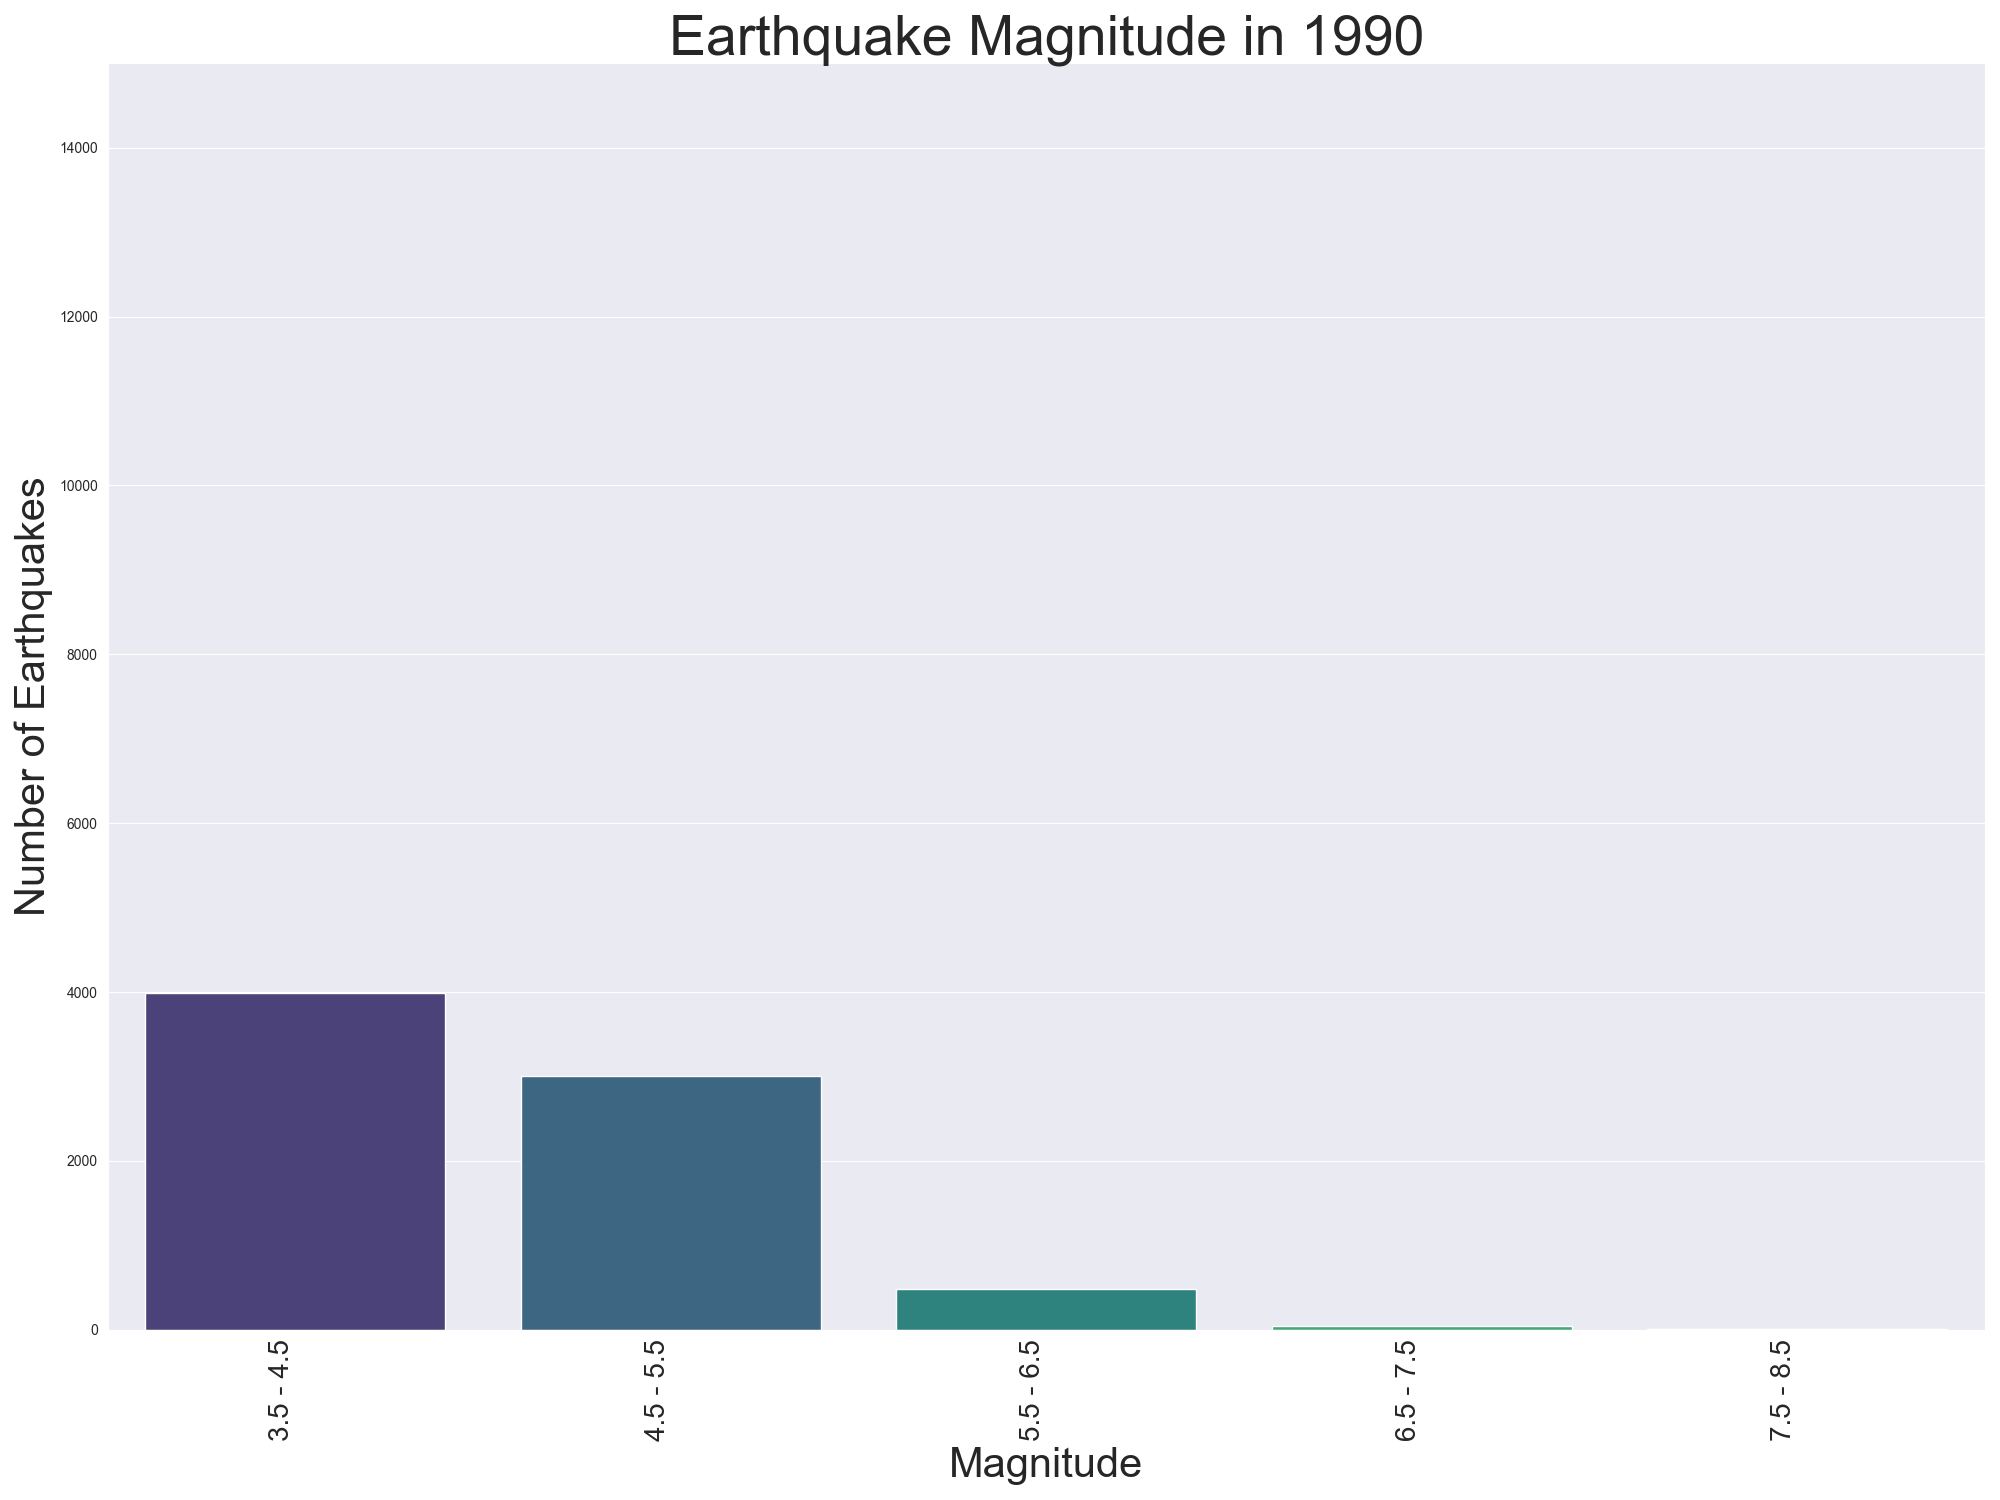 Earthquake Magnitude in 1990
Number of Earthquakes
14000
12000
10000
8000
6000
4000
2000
0
3.5 - 4.5
4.5 - 5.5
5.5 - 6.5
6.5 - 7.5
7.5 - 8.5
Magnitude